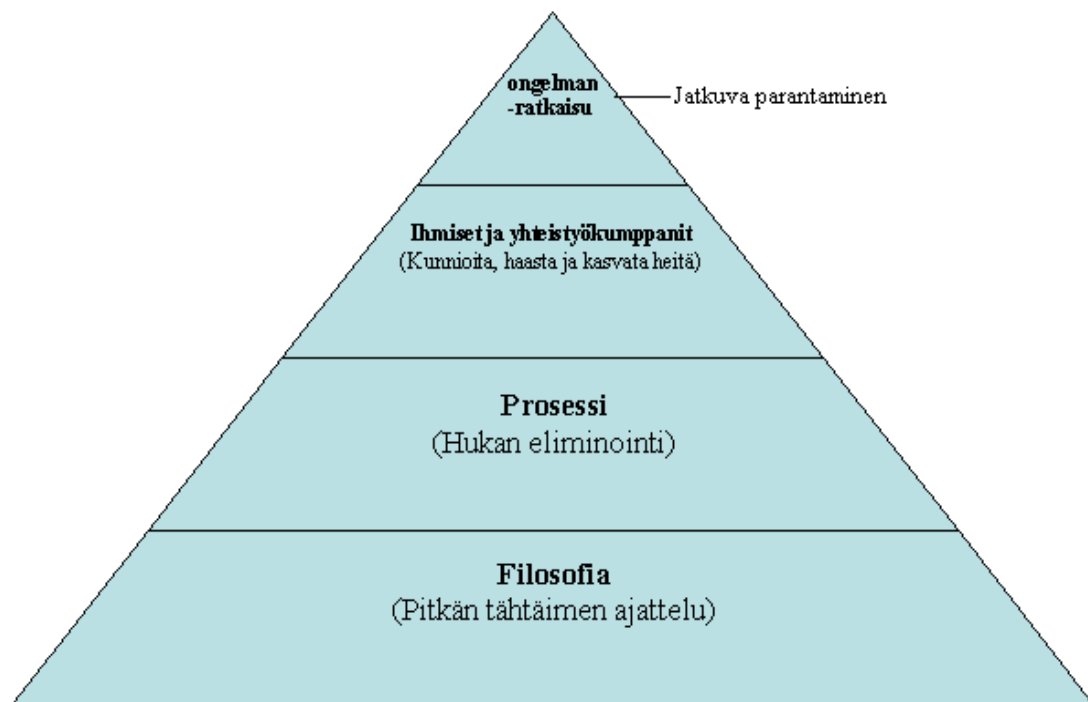 ongelman
-ratkaisu
Jatkuva parantaminen
Ihmiset ja yhteistyökumppanit
(Kunnioita, haasta ja kasvata heitä)
Prosessi
(Hukan eliminointi)
Filosofia
(Pitkän tähtäimen ajattelu)